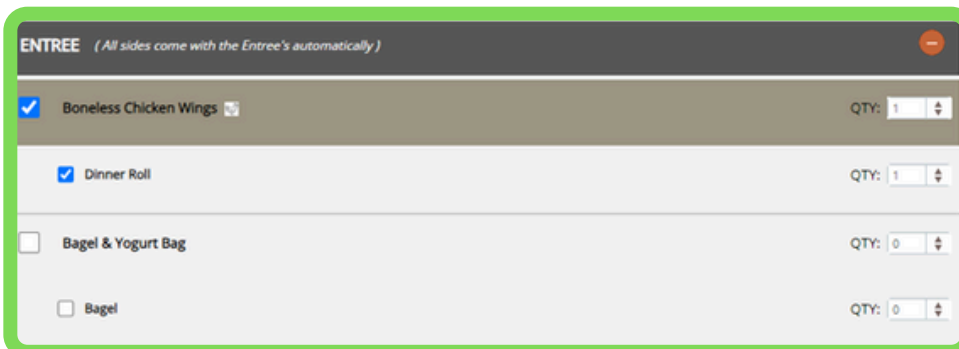 ENTREE ( All sides come with the Entree's automatically )
Boneless Chicken Wings QTY: 1
Dinner Roll QTY: 1
Bagel & Yogurt Bag QTY: 0
Bagel QTY: 0